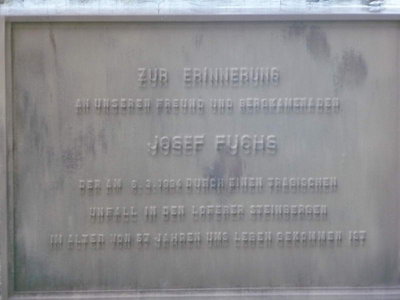 ZUR ERINNERUNG
AN UNSEREN FREUND UND BERGKAMERADEN
JOSEF FUCHS
DER AM DURCH EINEN TRAGISCHEN
UNFALL IN DEN LOFERER STEINBERGEN
IM ALTER VON 57 JAHREN UMS LEBEN GEKOMMEN IST